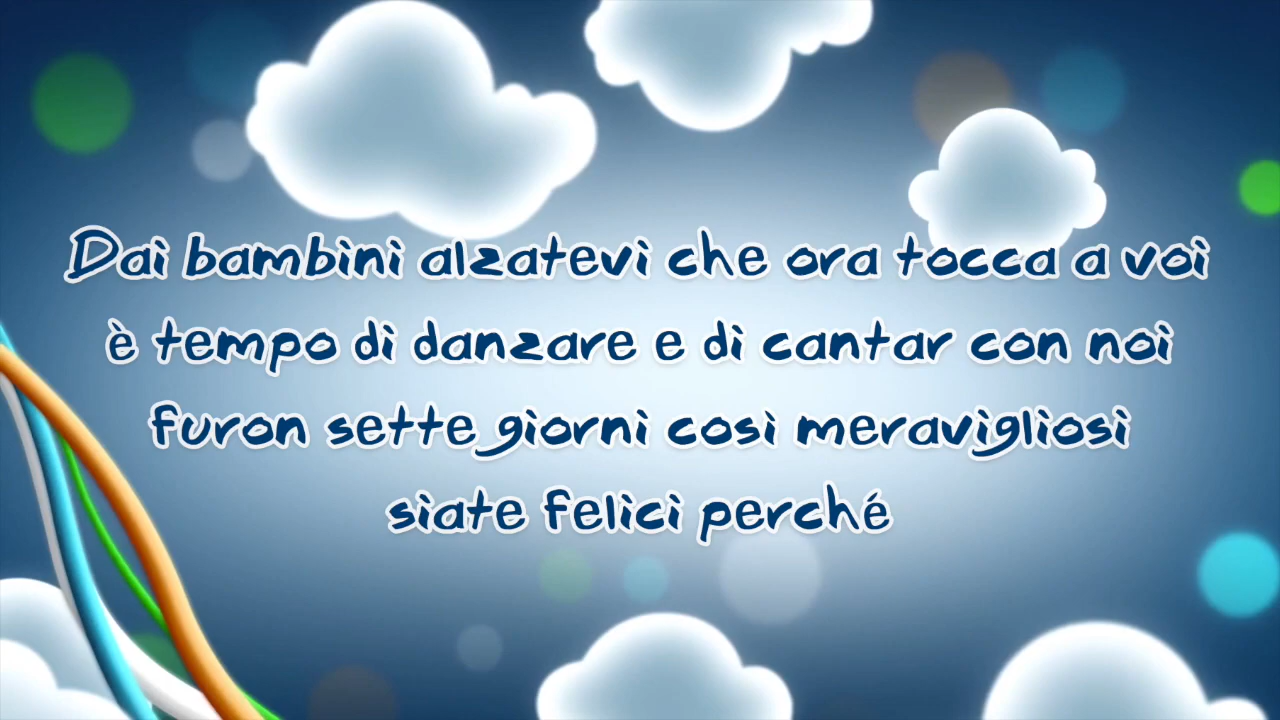 Dai bambini alzatevi che ora tocca a voi
è tempo di danzare e di cantar con noi
furon sette giorni così meravigliosi
siate felici perché